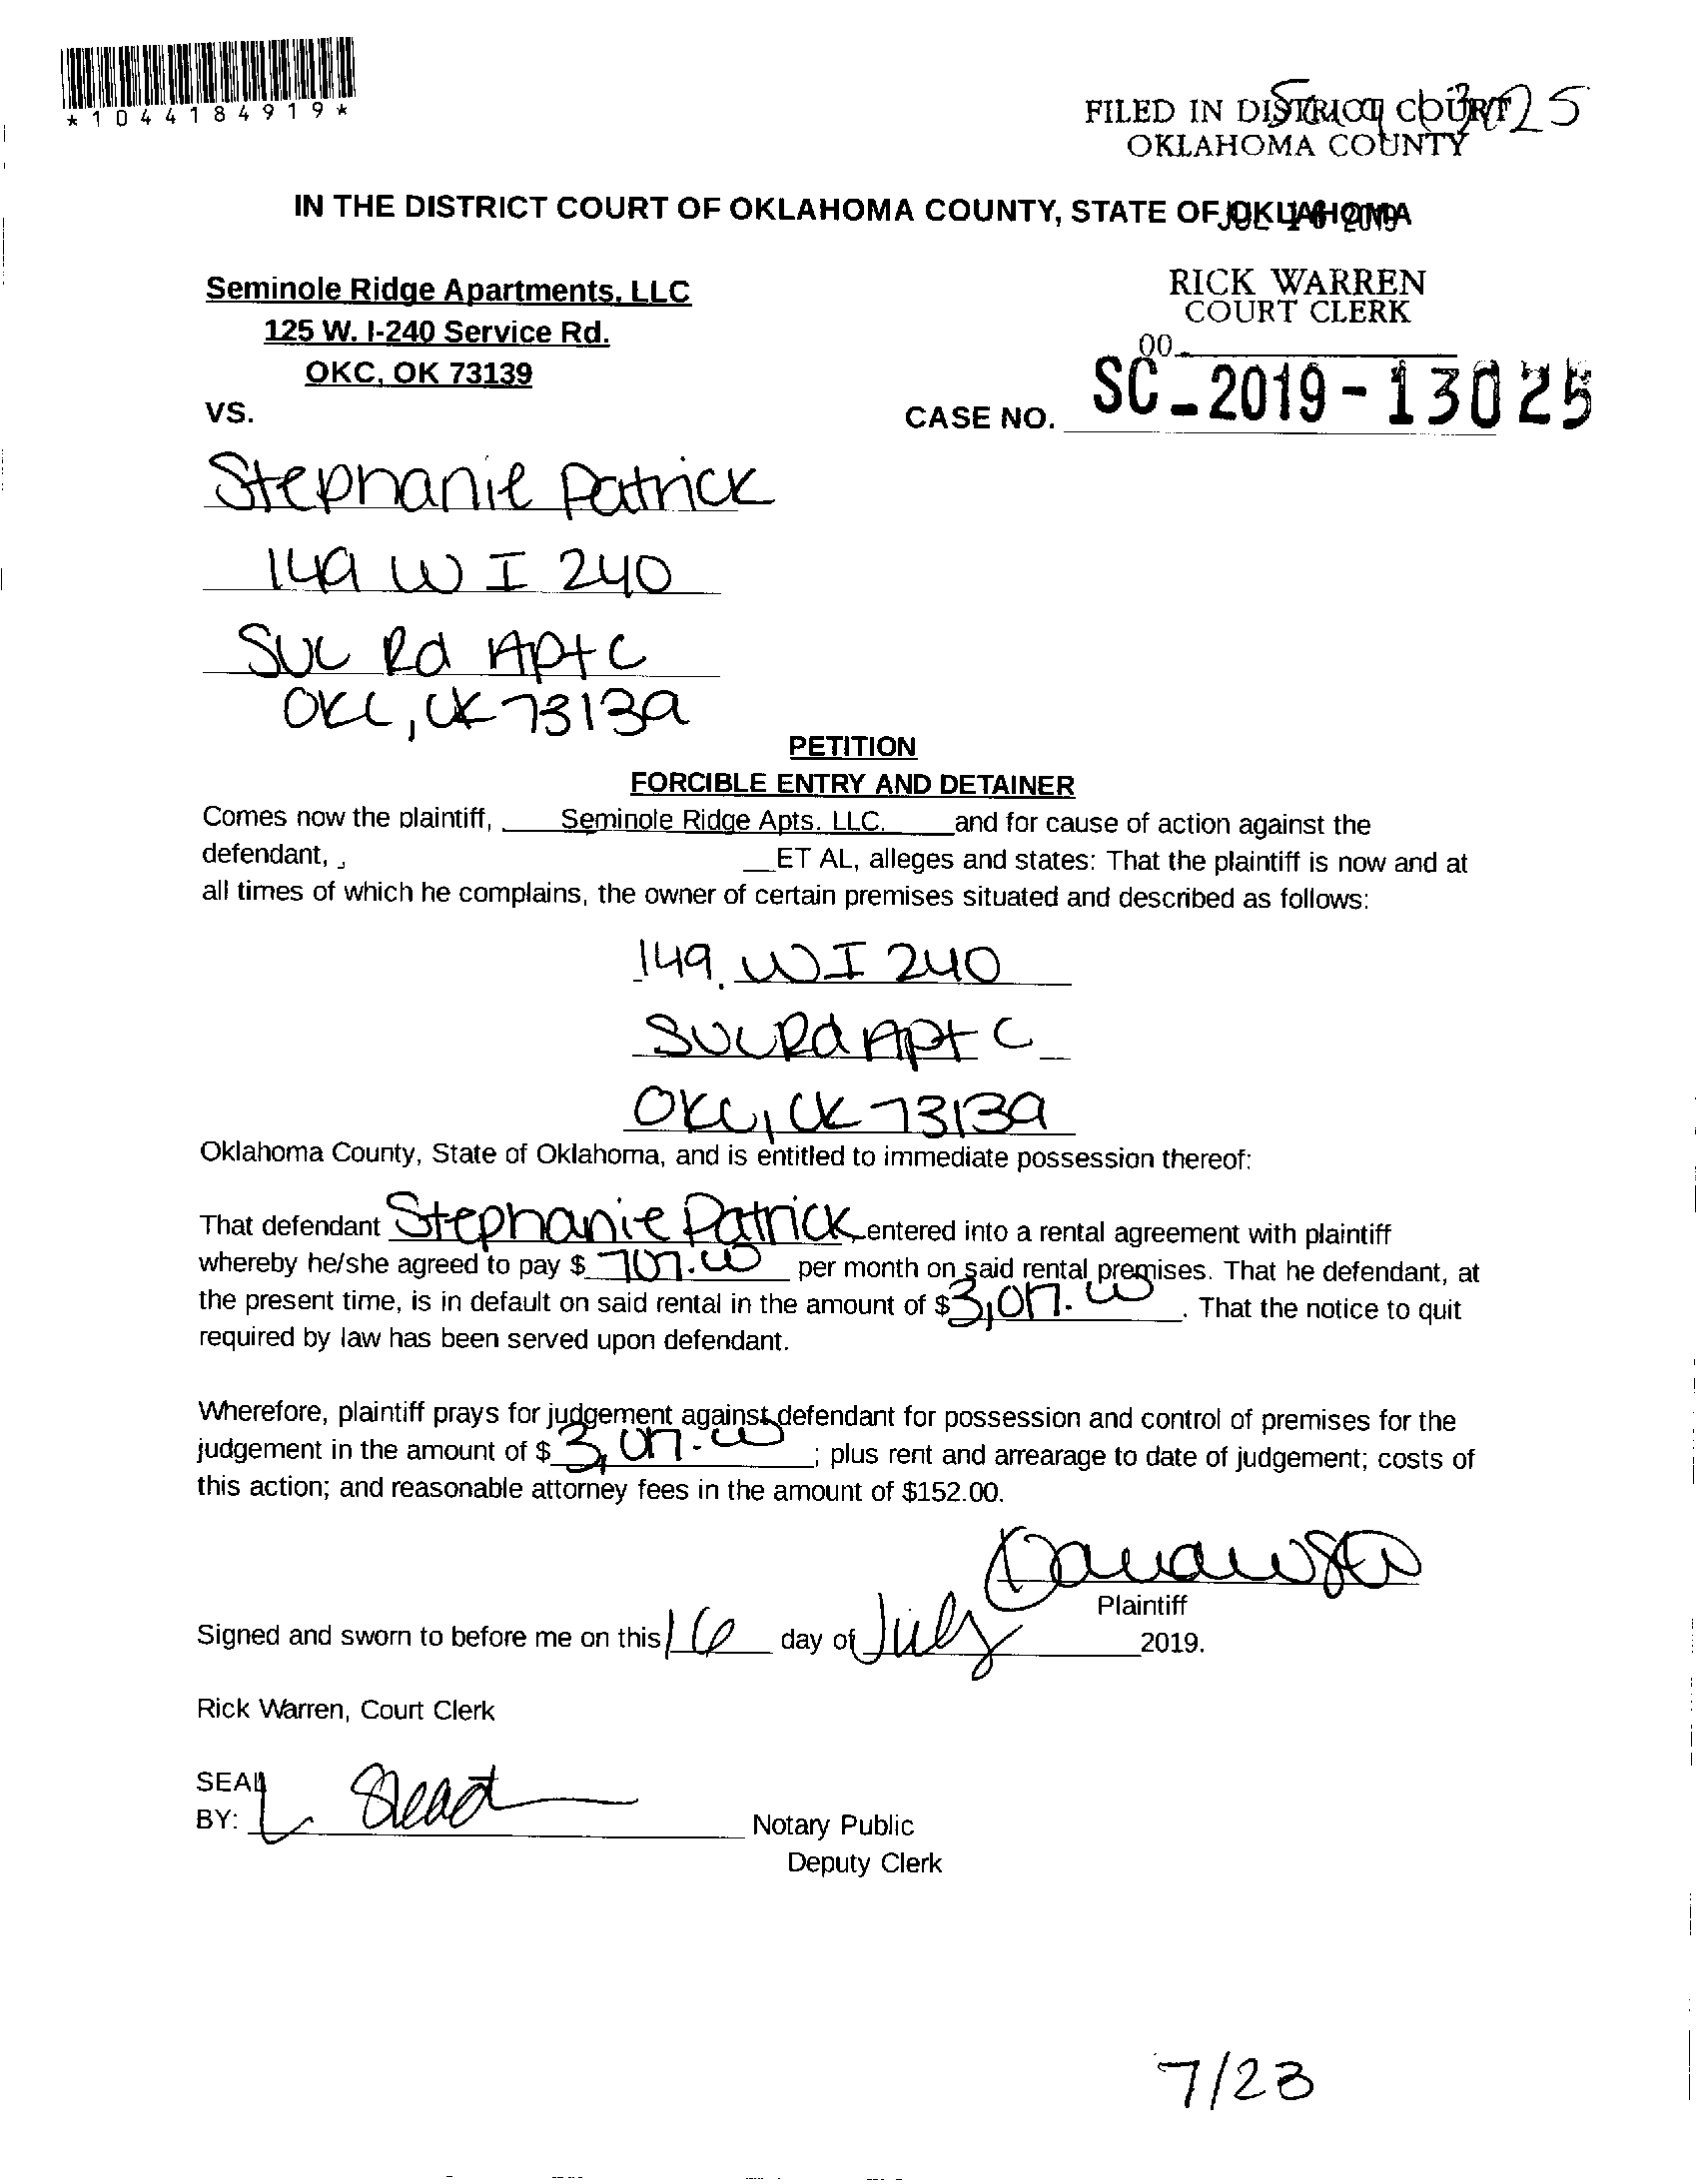 *1044184919*
FILED IN DISTRICT COURT
OKLAHOMA COUNTY
IN THE DISTRICT COURT OF OKLAHOMA COUNTY, STATE OF OKLAHOMA
JUL 16 2019
Seminole Ridge Apartments, LLC
125 W. I-240 Service Rd.
OKC, OK 73139
RICK WARREN
COURT CLERK
VS.
CASE NO. SC-2019-13025
Stephanie Patrick
149 W I 240
SVC Rd Apt C
OKC, OK 73139
PETITION
FORCIBLE ENTRY AND DETAINER
Comes now the plaintiff, Seminole Ridge Apts. LLC. and for cause of action against the
defendant, , ET AL, alleges and states: That the plaintiff is now and at
all times of which he complains, the owner of certain premises situated and described as follows:
149 W I 240
SVC Rd Apt C
OKC, OK 73139
Oklahoma County, State of Oklahoma, and is entitled to immediate possession thereof:
That defendant Stephanie Patrick, entered into a rental agreement with plaintiff
whereby he/she agreed to pay $ 707.00 per month on said rental premises. That he defendant, at
the present time, is in default on said rental in the amount of $ 3,017.00. That the notice to quit
required by law has been served upon defendant.
Wherefore, plaintiff prays for judgement against defendant for possession and control of premises for the
judgement in the amount of $ 3,017.00; plus rent and arrearage to date of judgement; costs of
this action; and reasonable attorney fees in the amount of $152.00.
Plaintiff
Signed and sworn to before me on this 16 day of July 2019.
Rick Warren, Court Clerk
SEAL
BY:
Notary Public
Deputy Clerk
7/23